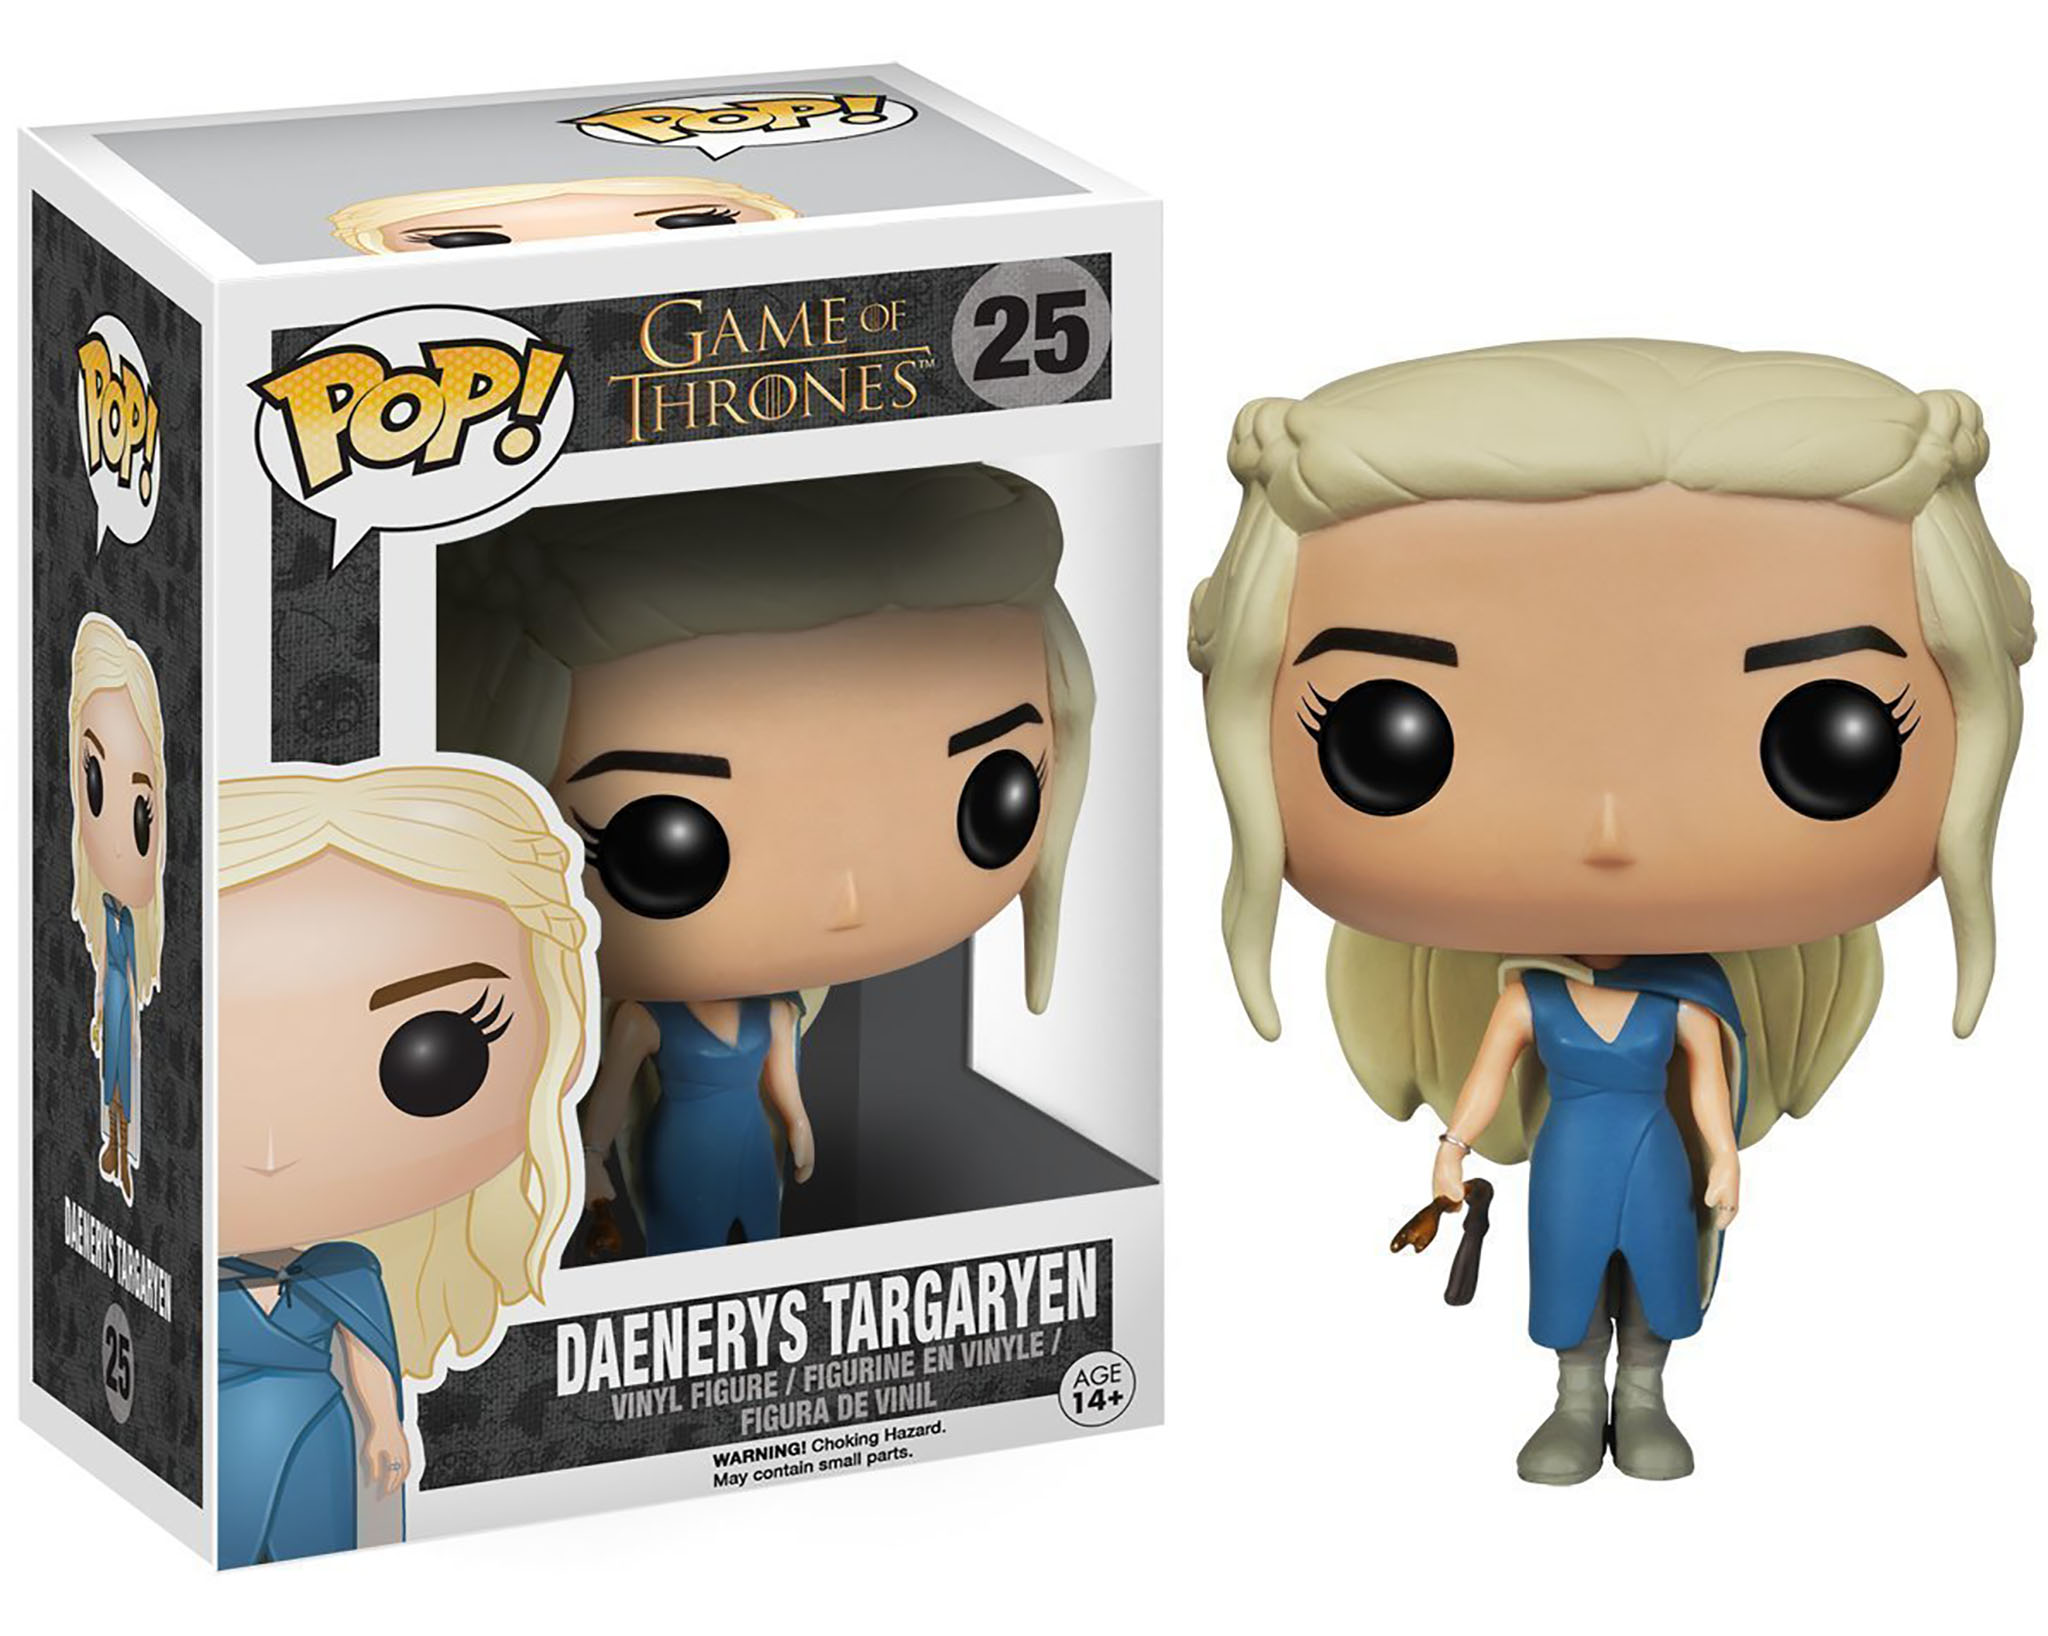 POP!
POP!
GAME OF
THRONES™
25
POP!
DAENERYS TARGARYEN
25
DAENERYS TARGARYEN
VINYL FIGURE / FIGURINE EN VINYLE /
FIGURA DE VINIL
AGE
14+
WARNING! Choking Hazard.
May contain small parts.